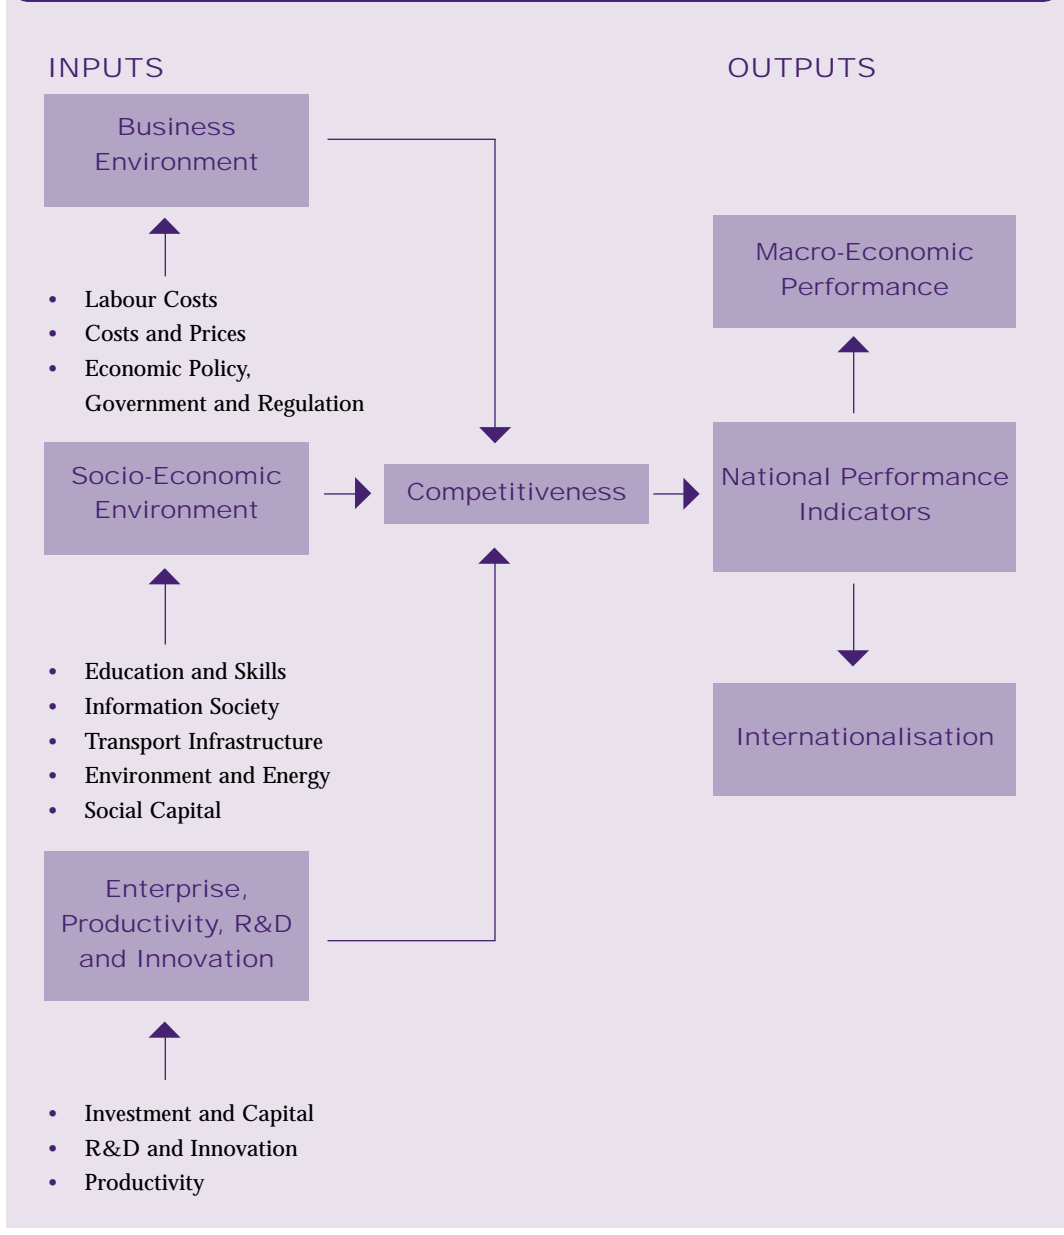 INPUTS
OUTPUTS
Business
Environment
• Labour Costs
• Costs and Prices
• Economic Policy,
Government and Regulation
Socio-Economic
Environment
• Education and Skills
• Information Society
• Transport Infrastructure
• Environment and Energy
• Social Capital
Enterprise,
Productivity, R&D
and Innovation
• Investment and Capital
• R&D and Innovation
• Productivity
Competitiveness
Macro-Economic
Performance
National Performance
Indicators
Internationalisation